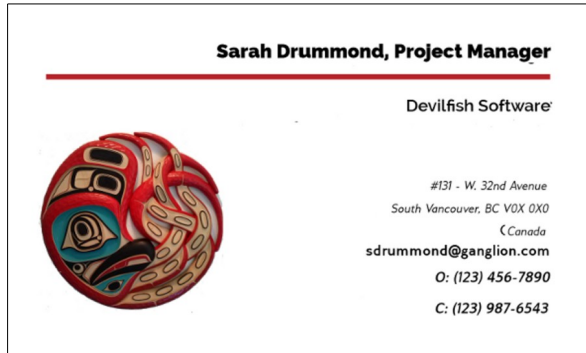 Sarah Drummond, Project Manager
Devilfish Software
#131 - W. 32nd Avenue
South Vancouver, BC V0X 0X0
Canada
sdrummond@ganglion.com
O: (123) 456-7890
C: (123) 987-6543